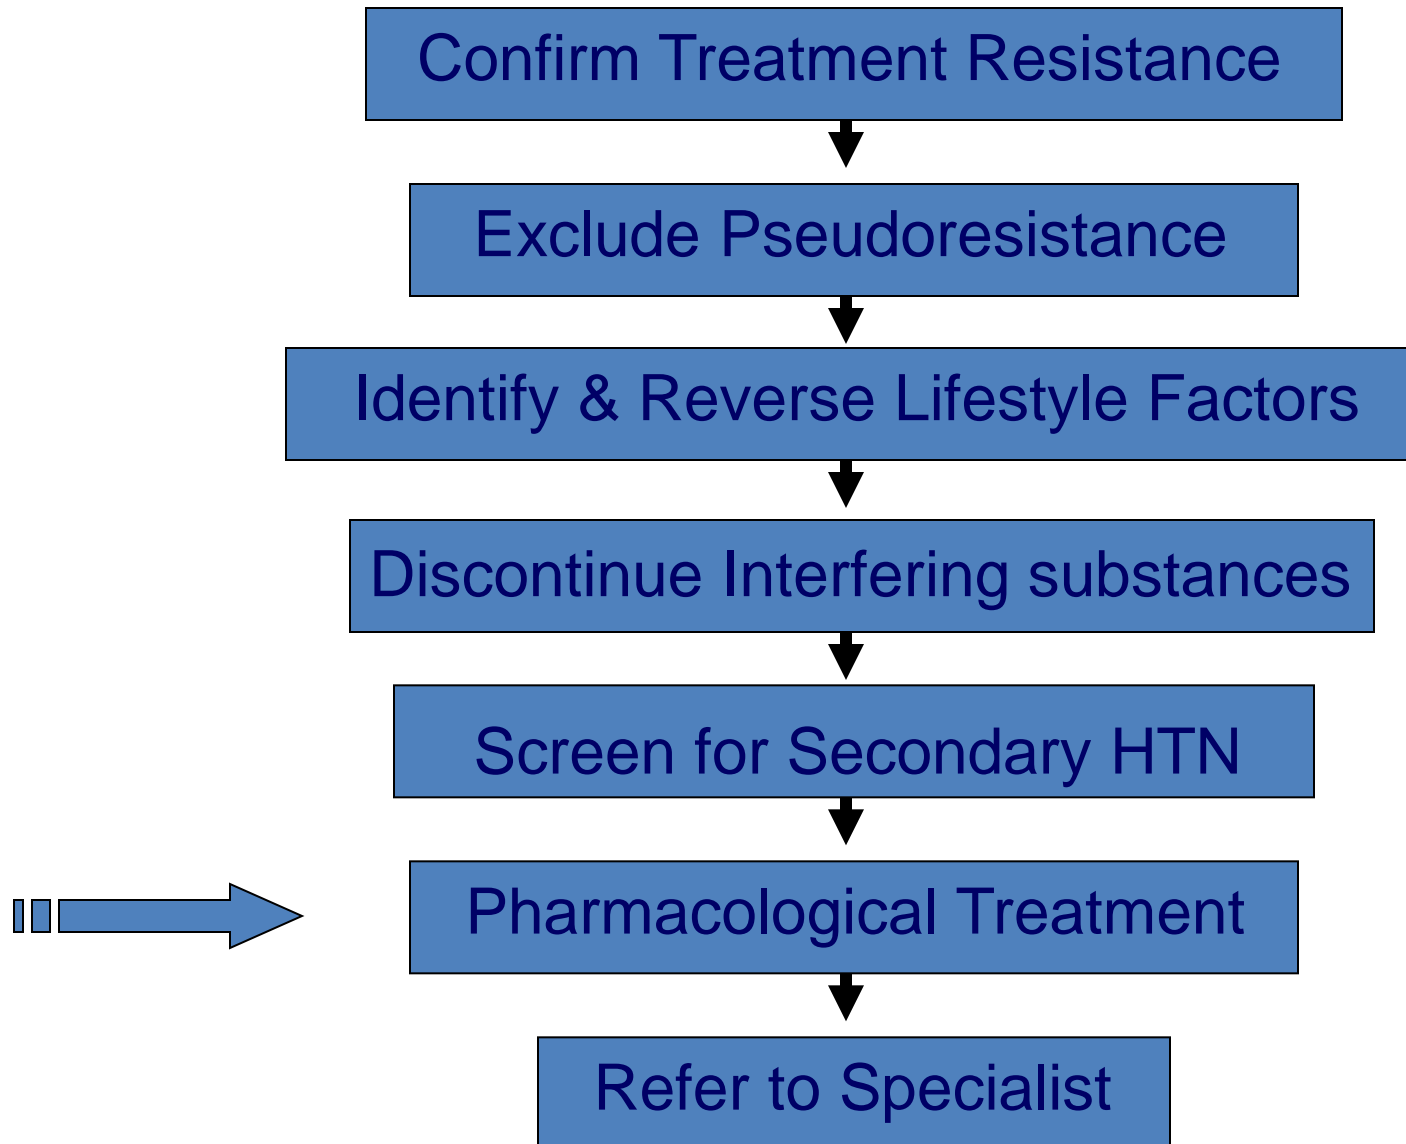 Confirm Treatment Resistance
Exclude Pseudoresistance
Identify & Reverse Lifestyle Factors
Discontinue Interfering substances
Screen for Secondary HTN
Pharmacological Treatment
Refer to Specialist